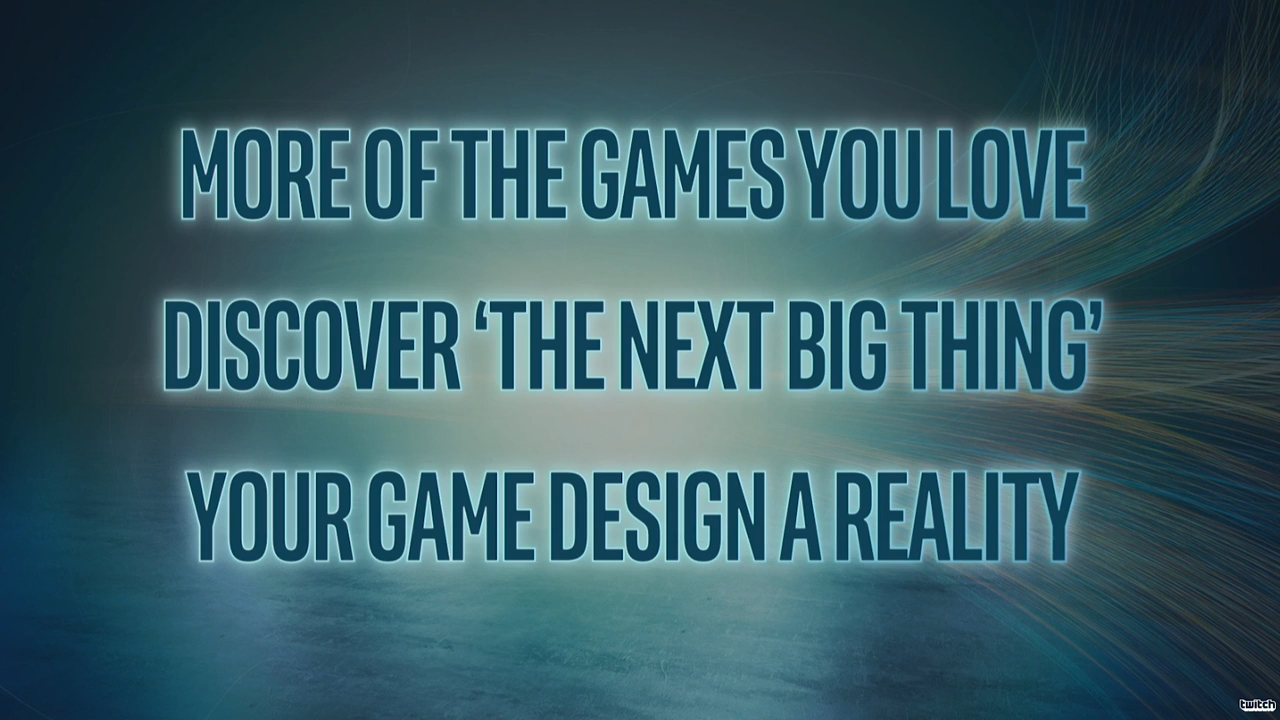 MORE OF THE GAMES YOU LOVE
DISCOVER ‘THE NEXT BIG THING’
YOUR GAME DESIGN A REALITY
twitch